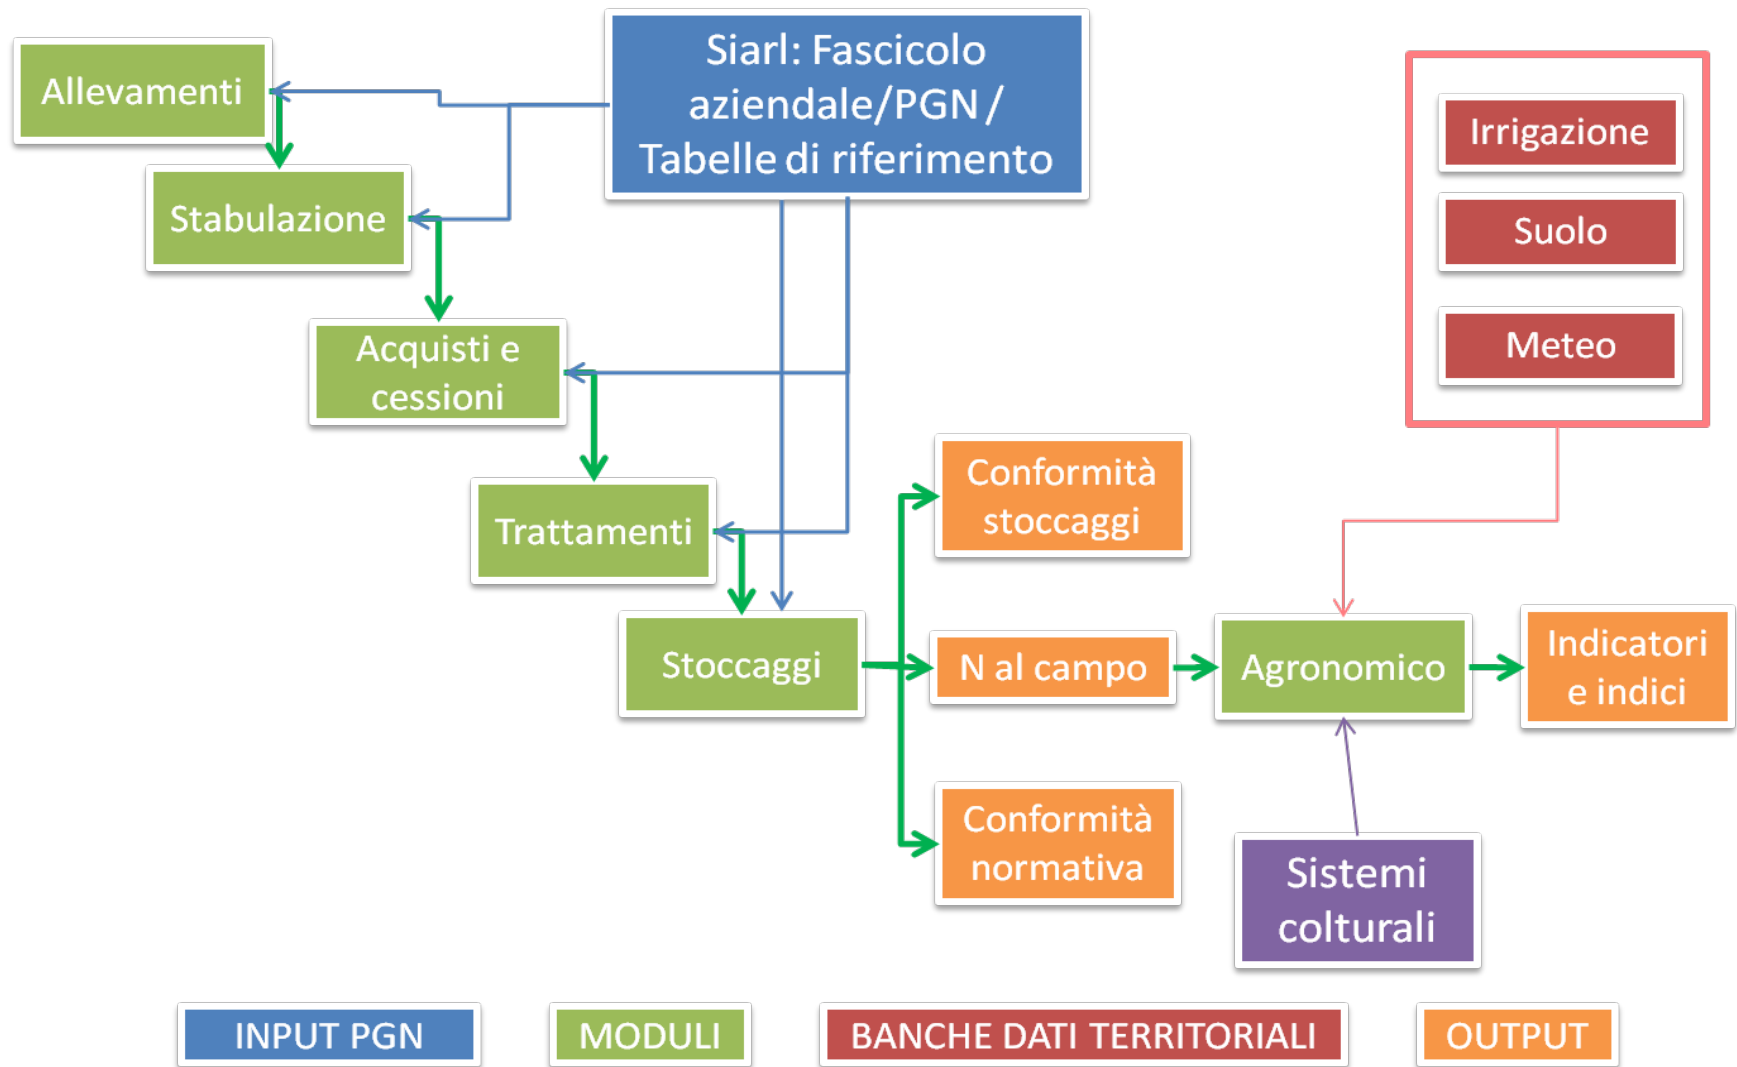 Siarl: Fascicolo
aziendale/PGN /
Tabelle di riferimento
Allevamenti
Stabulazione
Acquisti e
cessioni
Trattamenti
Stoccaggi
Conformità
stoccaggi
N al campo
Conformità
normativa
Irrigazione
Suolo
Meteo
Agronomico
Indicatori
e indici
Sistemi
colturali
INPUT PGN
MODULI
BANCHE DATI TERRITORIALI
OUTPUT